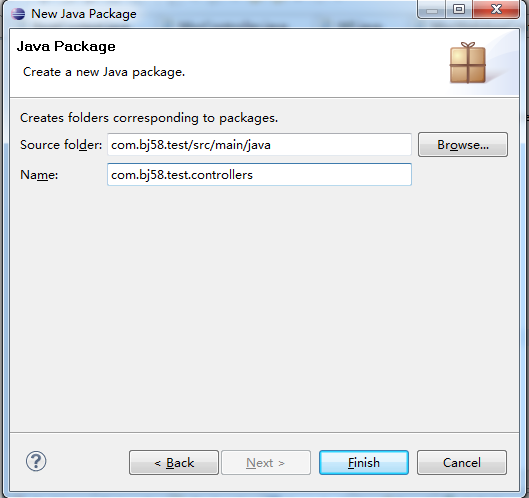 New Java Package
Java Package
Create a new Java package.
Creates folders corresponding to packages.
Source folder: com.bj58.test/src/main/java Browse...
Name: com.bj58.test.controllers
? < Back Next > Finish Cancel